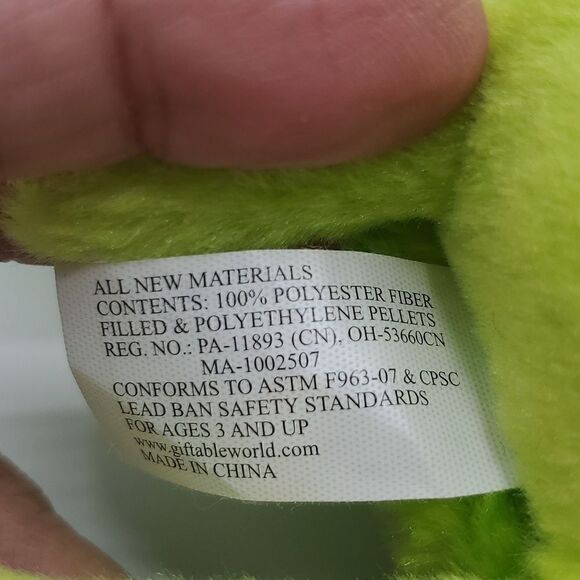 ALL NEW MATERIALS
CONTENTS: 100% POLYESTER FIBER
FILLED & POLYETHYLENE PELLETS
REG. NO.: PA-11893 (CN), OH-53660CN
MA-1002507
CONFORMS TO ASTM F963-07 & CPSC
LEAD BAN SAFETY STANDARDS
FOR AGES 3 AND UP
www.giftableworld.com
MADE IN CHINA